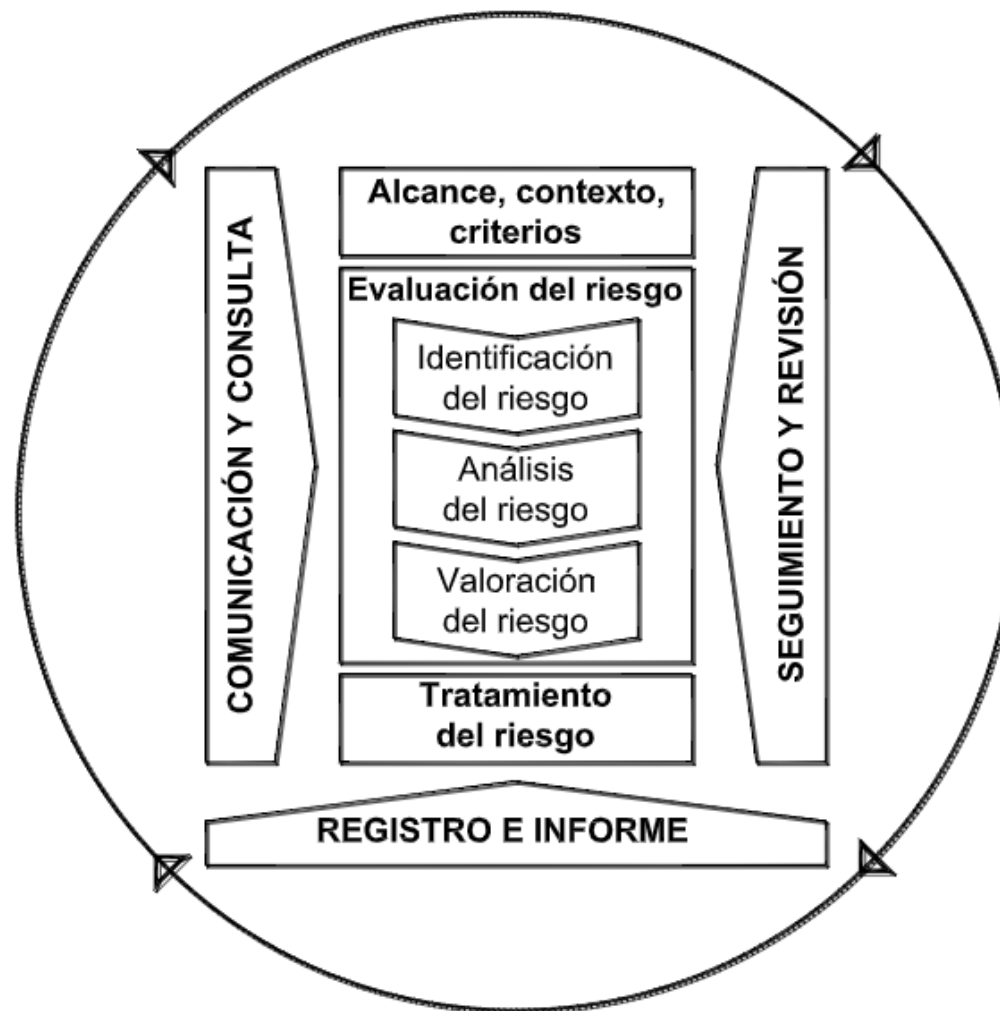 Alcance, contexto,
criterios
Evaluación del riesgo
Identificación
del riesgo
Análisis
del riesgo
Valoración
del riesgo
Tratamiento
del riesgo
COMUNICACIÓN Y CONSULTA
SEGUIMIENTO Y REVISIÓN
REGISTRO E INFORME